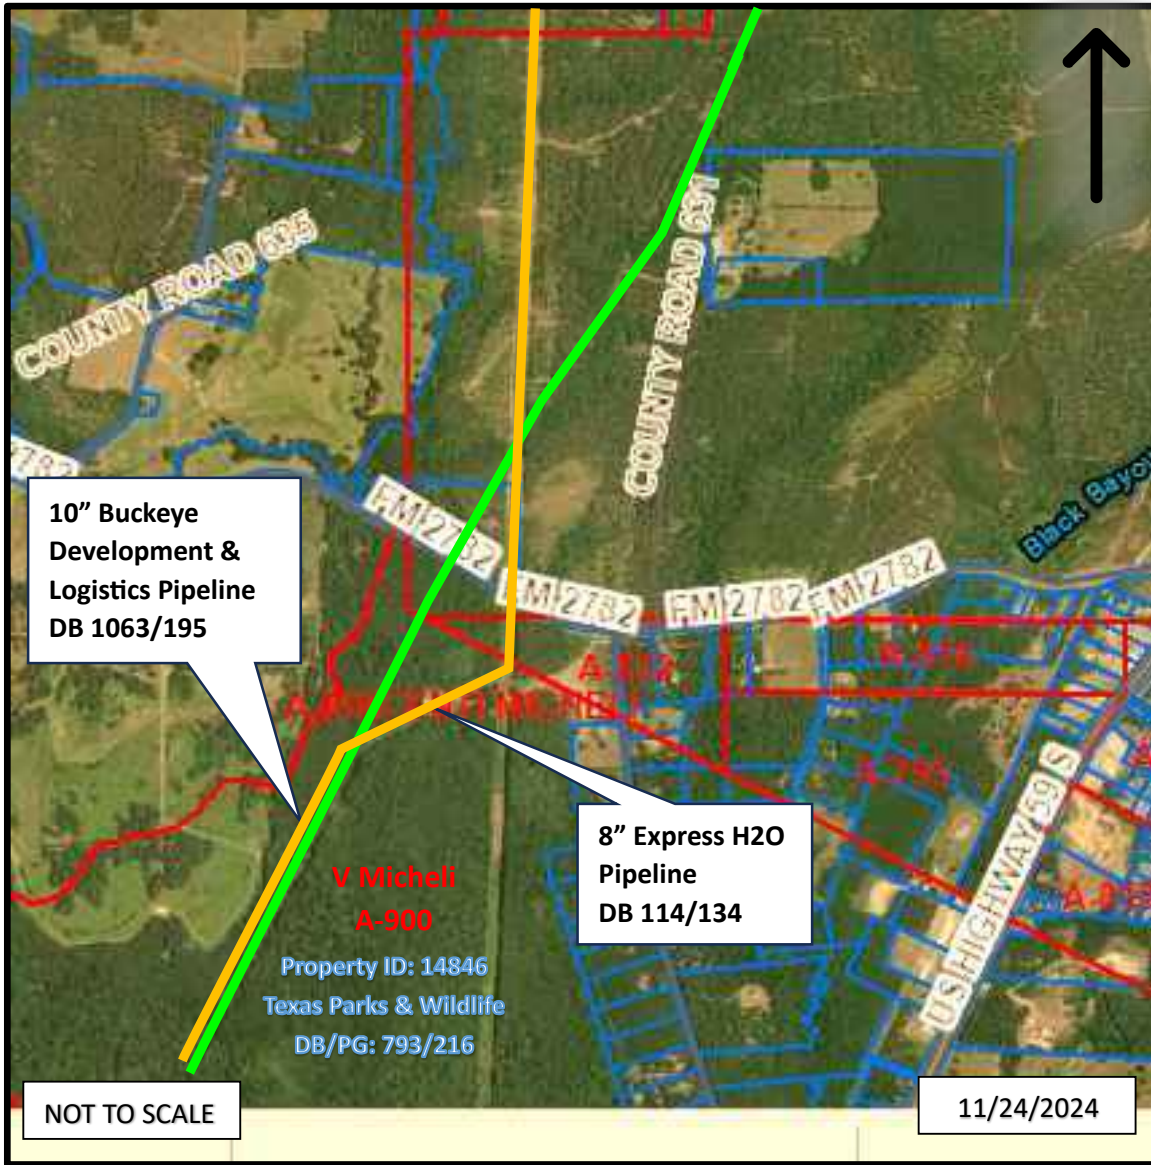 COUNTY ROAD 635
COUNTY ROAD 691
2782
FM 2782
FM 2782
FM 2782
FM 2782
Black Bayou
10” Buckeye
Development &
Logistics Pipeline
DB 1063/195
8” Express H2O
Pipeline
DB 114/134
V Micheli
A-900
Property ID: 14846
Texas Parks & Wildlife
DB/PG: 793/216
US HIGHWAY 59 S
NOT TO SCALE
11/24/2024